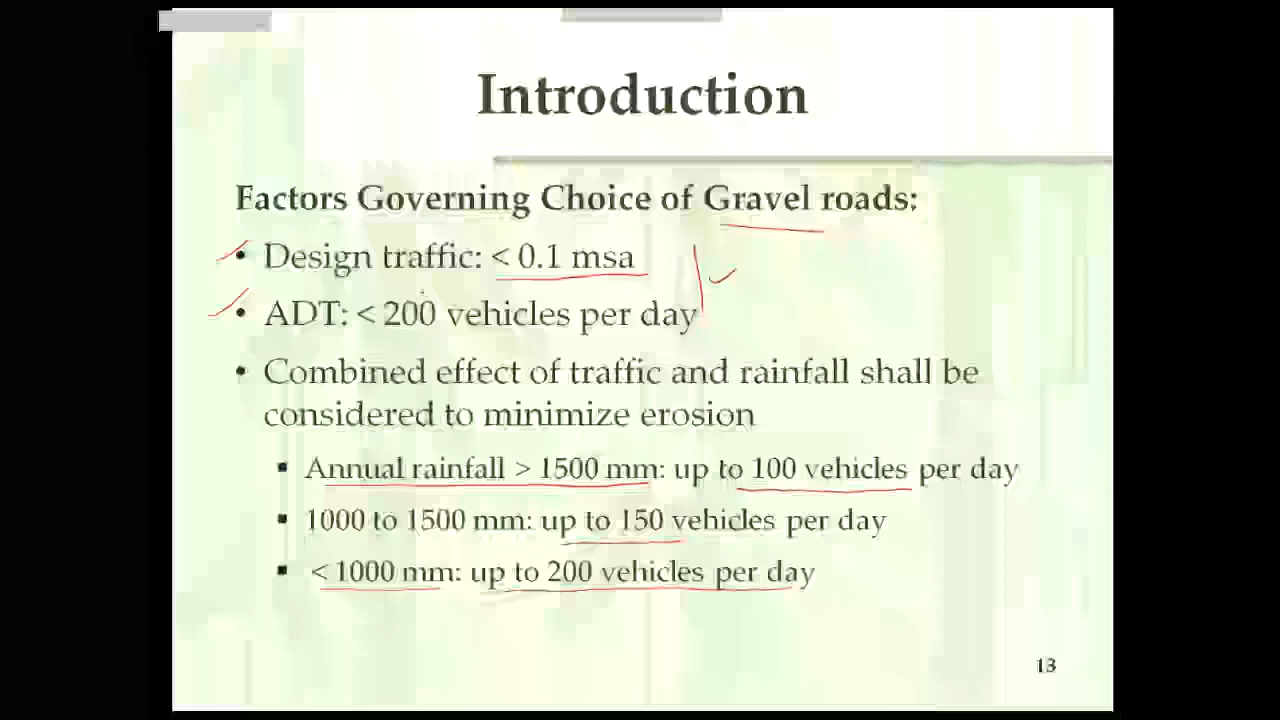 Introduction
Factors Governing Choice of Gravel roads:
• Design traffic: < 0.1 msa
• ADT: < 200 vehicles per day
• Combined effect of traffic and rainfall shall be
considered to minimize erosion
▪ Annual rainfall > 1500 mm: up to 100 vehicles per day
▪ 1000 to 1500 mm: up to 150 vehicles per day
▪ < 1000 mm: up to 200 vehicles per day
13